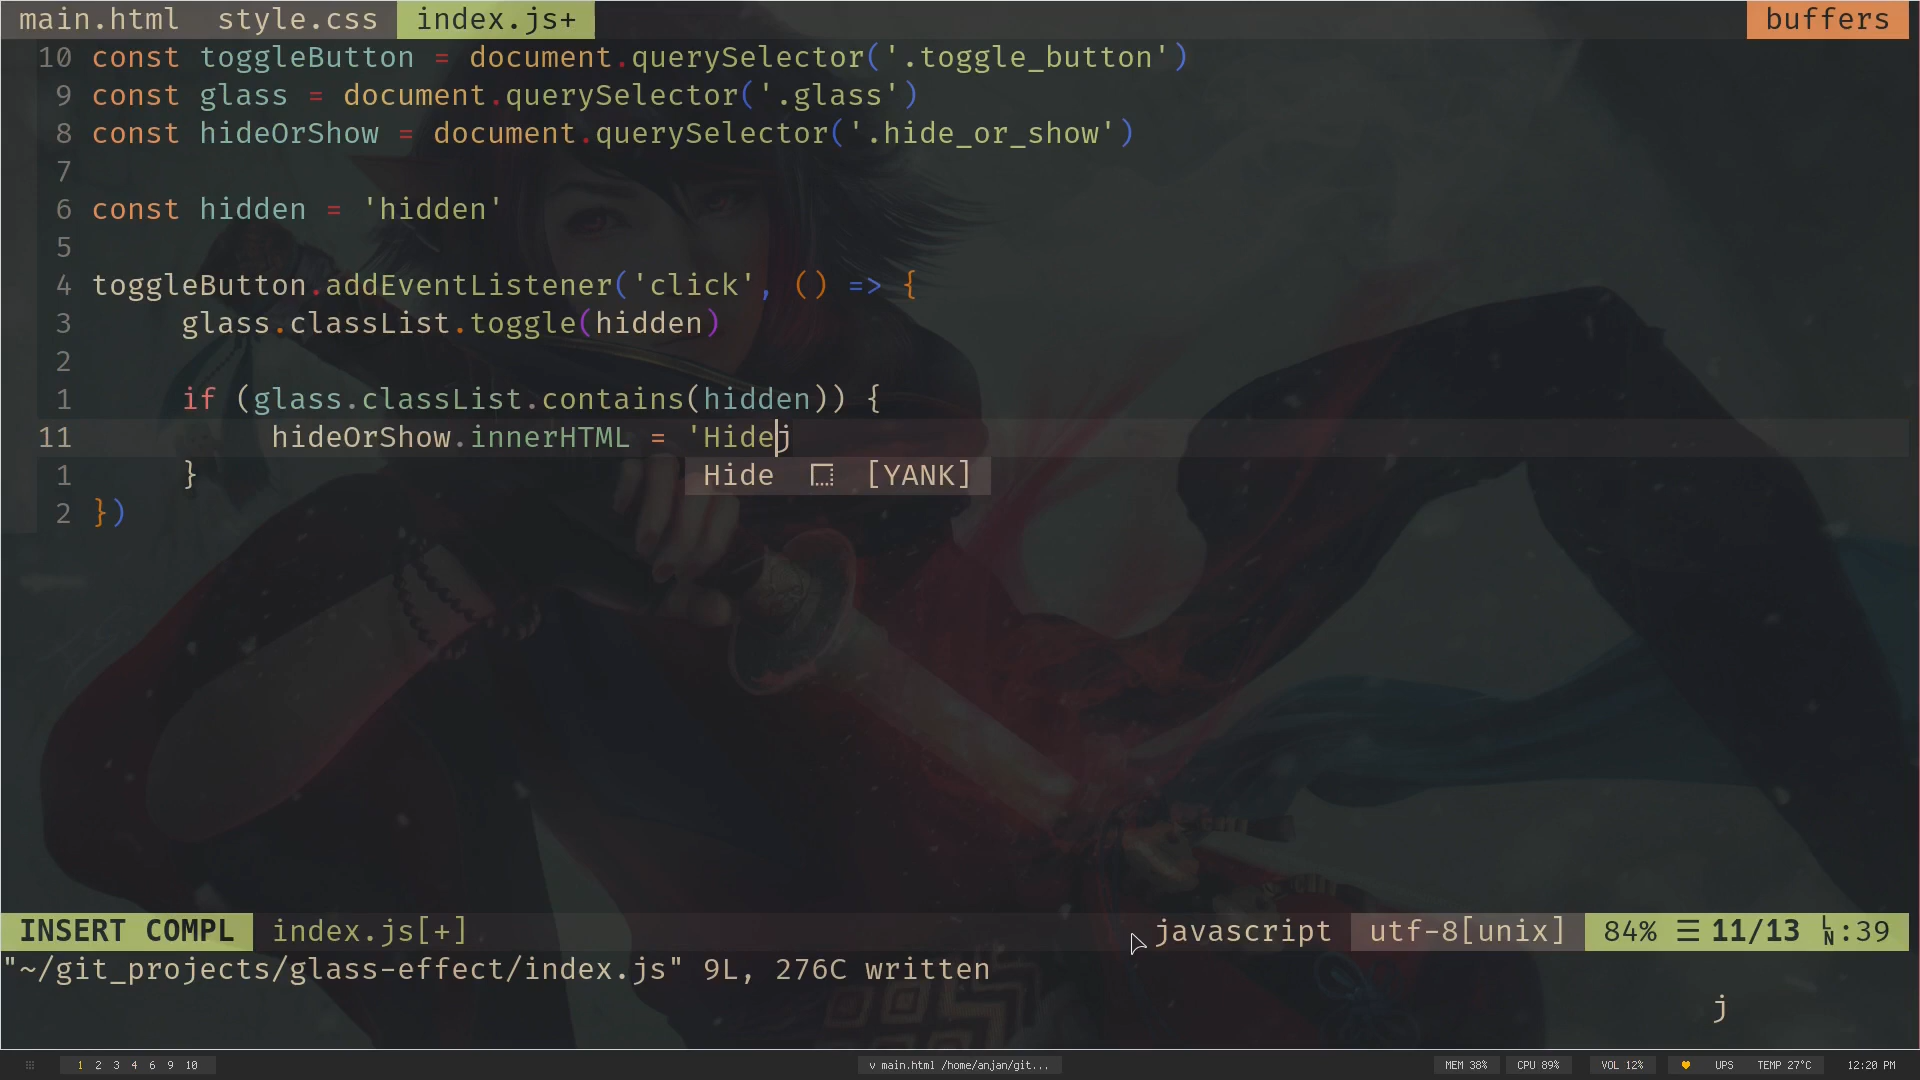 main.html style.css index.js+ buffers
10 const toggleButton = document.querySelector('.toggle_button')
9 const glass = document.querySelector('.glass')
8 const hideOrShow = document.querySelector('.hide_or_show')
7
6 const hidden = 'hidden'
5
4 toggleButton.addEventListener('click', () => {
3 glass.classList.toggle(hidden)
2
1 if (glass.classList.contains(hidden)) {
11 hideOrShow.innerHTML = 'Hidej
1 }
Hide [YANK]
2 })
INSERT COMPL index.js[+] javascript utf-8[unix] 84% ☰ 11/13 LN:39
"~/git_projects/glass-effect/index.js" 9L, 276C written
j
1 2 3 4 6 9 10 v main.html /home/anjan/git... MEM 38% CPU 89% VOL 12% UPS TEMP 27°C 12:20 PM